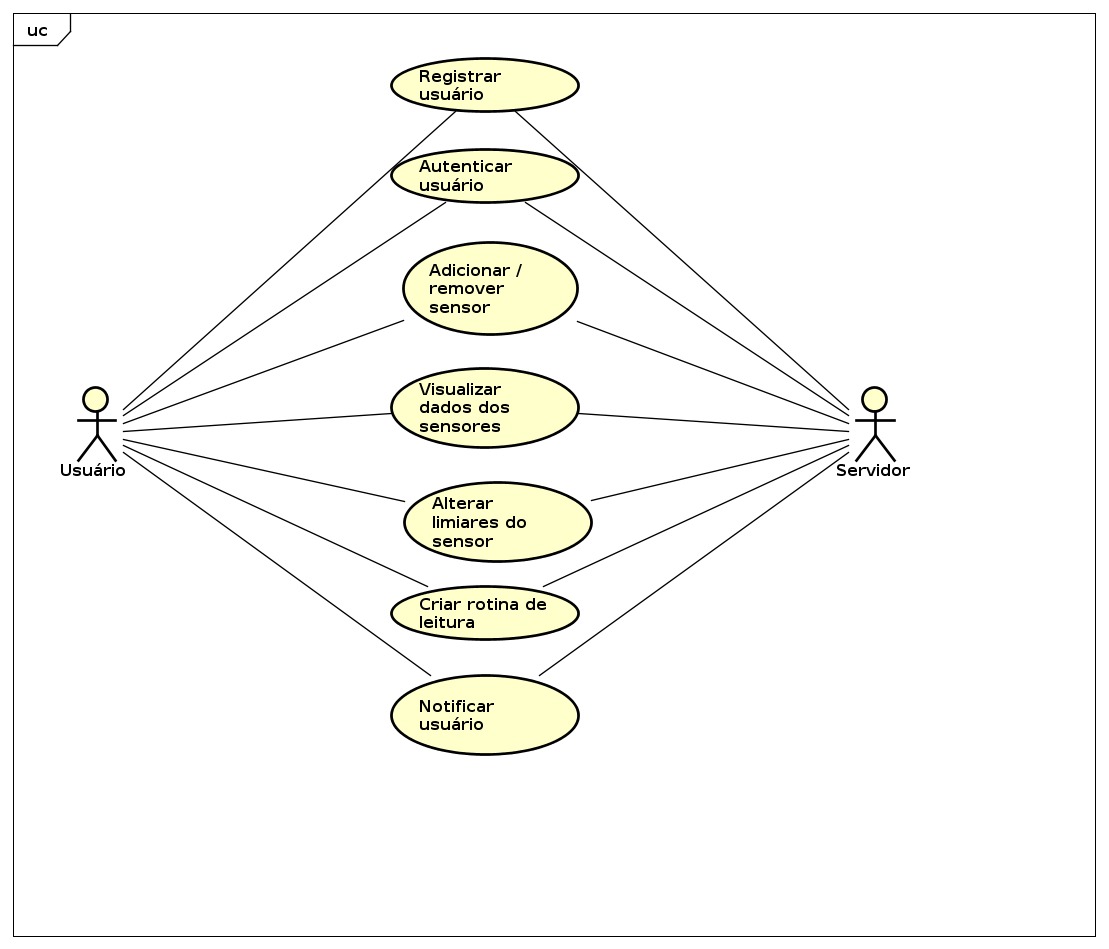 uc
Registrar
usuário
Autenticar
usuário
Adicionar /
remover
sensor
Visualizar
dados dos
sensores
Usuário
Servidor
Alterar
limiares do
sensor
Criar rotina de
leitura
Notificar
usuário